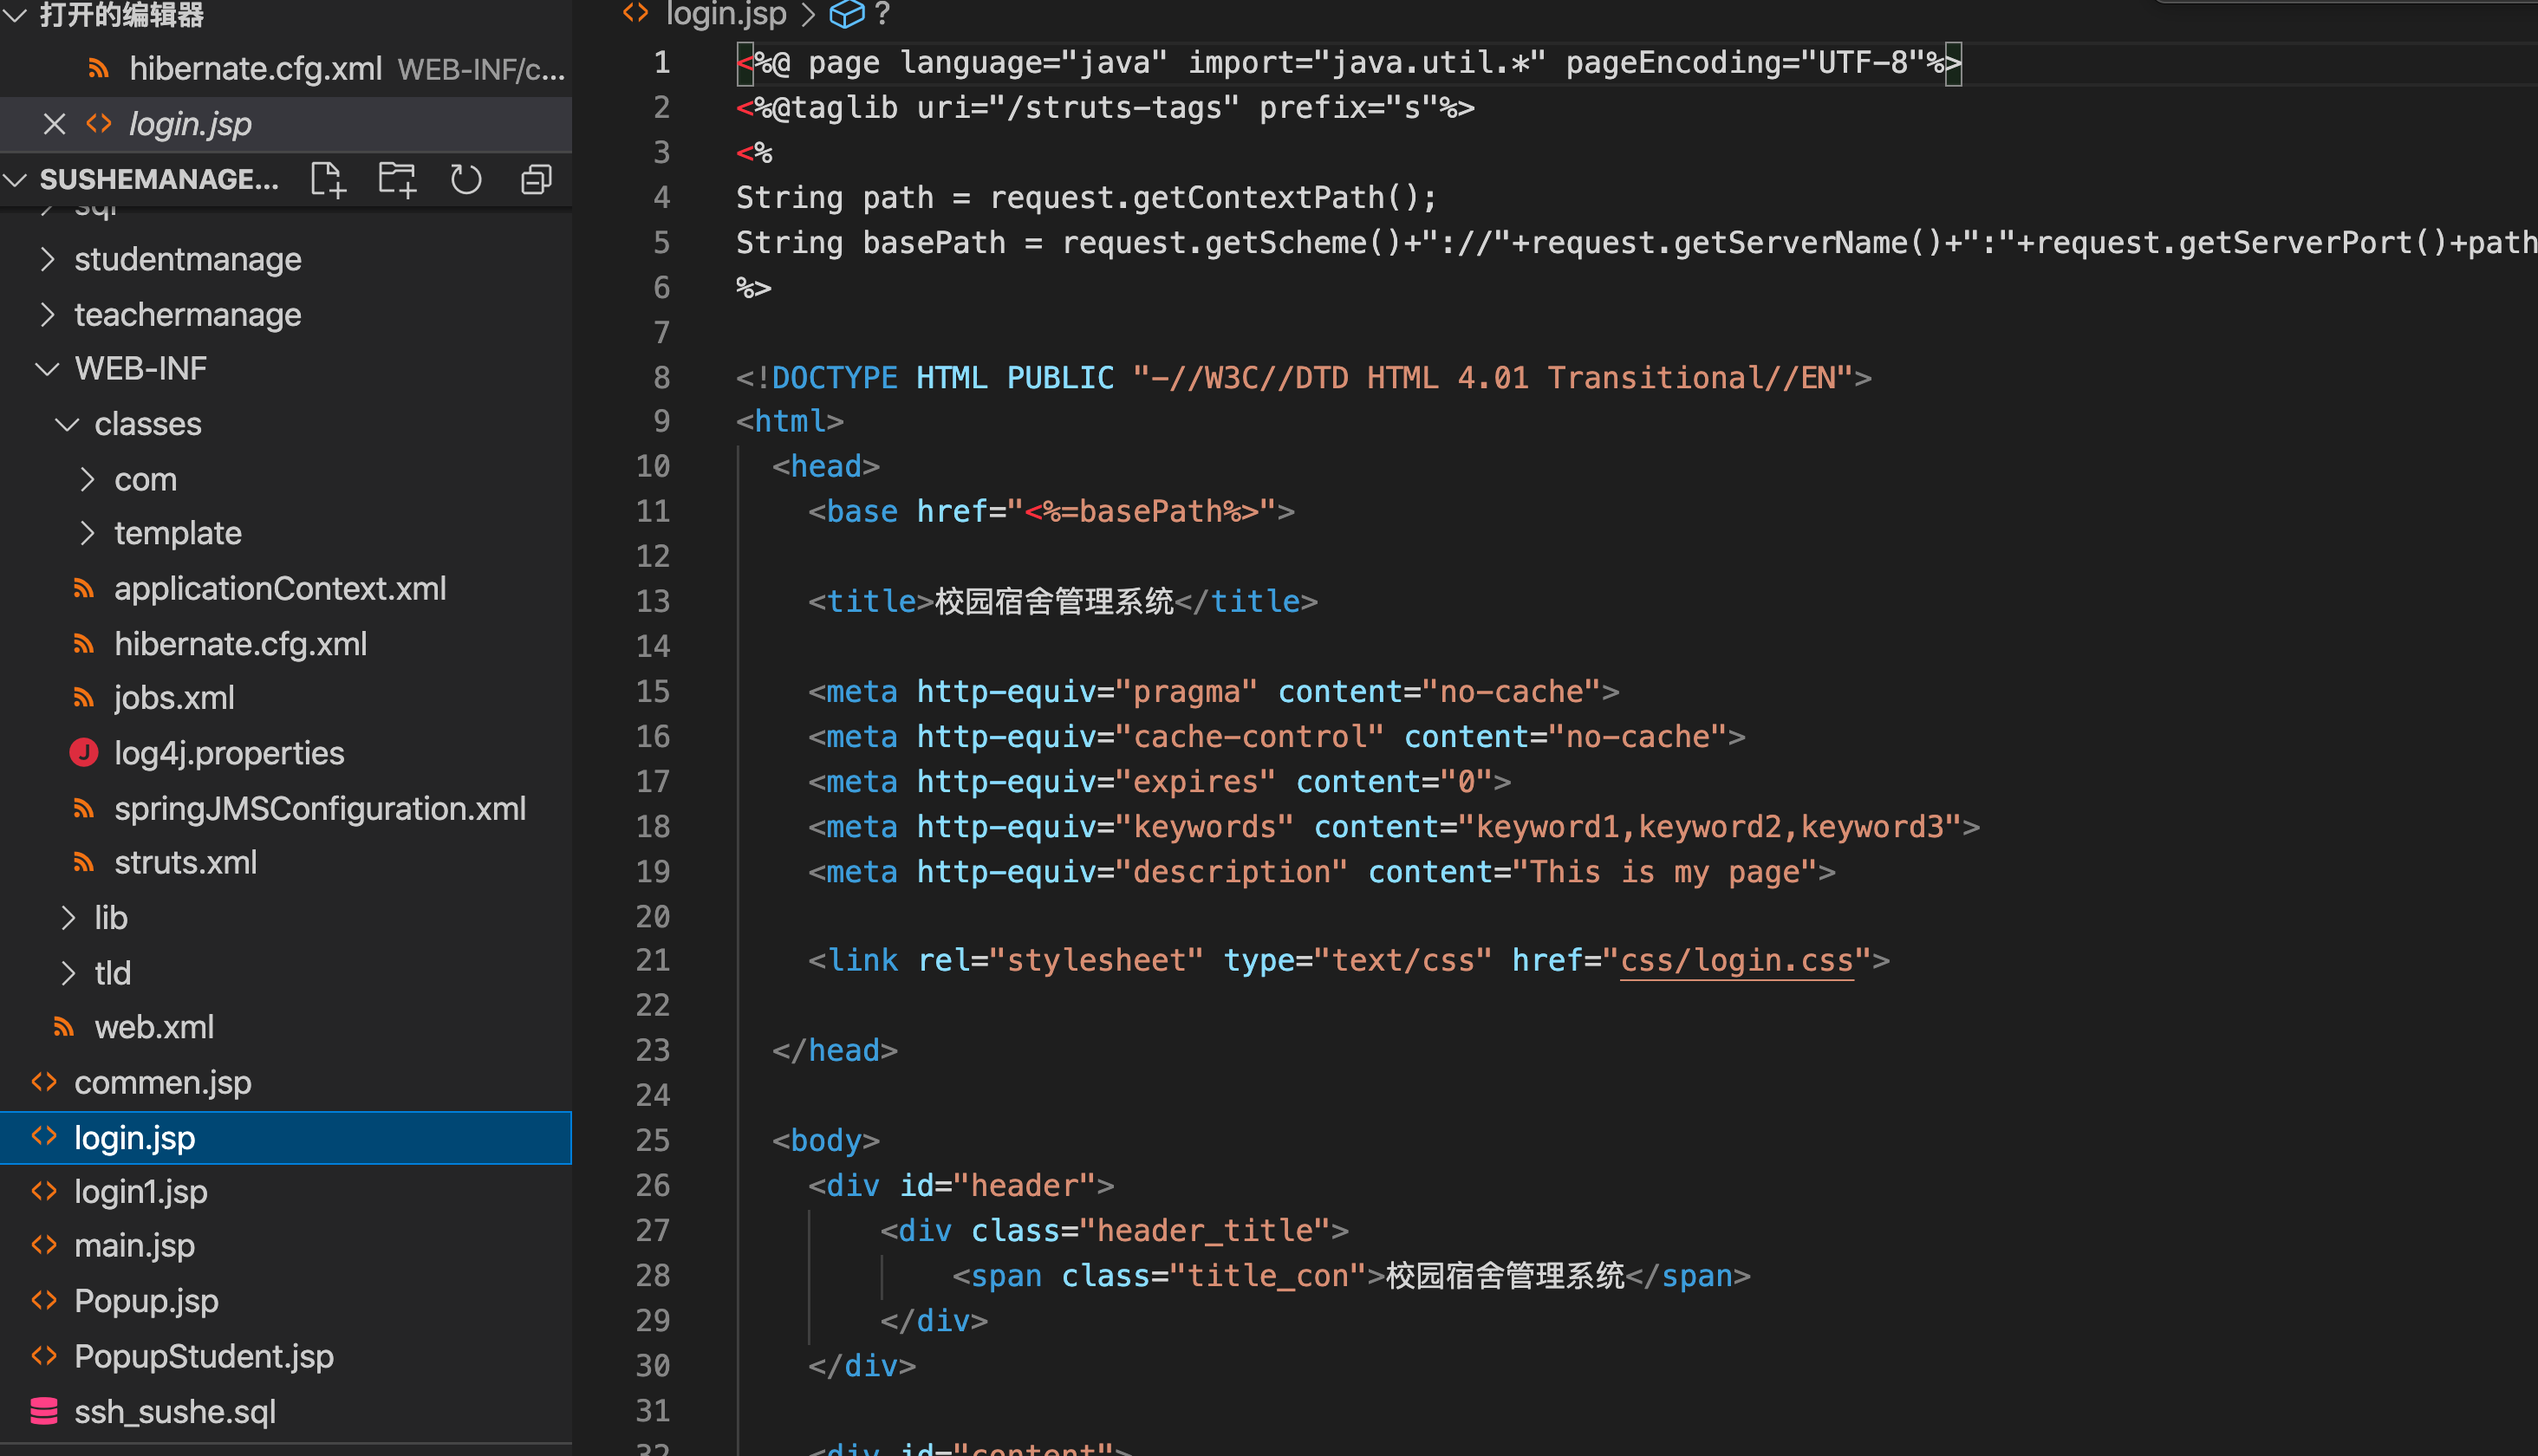 打开的编辑器
hibernate.cfg.xml WEB-INF/c...
login.jsp
SUSHEMANAGE...
sql
studentmanage
teachermanage
WEB-INF
classes
com
template
applicationContext.xml
hibernate.cfg.xml
jobs.xml
log4j.properties
springJMSConfiguration.xml
struts.xml
lib
tld
web.xml
commen.jsp
login.jsp
login1.jsp
main.jsp
Popup.jsp
PopupStudent.jsp
ssh_sushe.sql
login.jsp > ?
1 <%@ page language="java" import="java.util.*" pageEncoding="UTF-8"%>
2 <%@taglib uri="/struts-tags" prefix="s"%>
3 <%
4 String path = request.getContextPath();
5 String basePath = request.getScheme()+"://"+request.getServerName()+":"+request.getServerPort()+path
6 %>
7
8 <!DOCTYPE HTML PUBLIC "-//W3C//DTD HTML 4.01 Transitional//EN">
9 <html>
10 <head>
11 <base href="<%=basePath%>">
12
13 <title>校园宿舍管理系统</title>
14
15 <meta http-equiv="pragma" content="no-cache">
16 <meta http-equiv="cache-control" content="no-cache">
17 <meta http-equiv="expires" content="0">
18 <meta http-equiv="keywords" content="keyword1,keyword2,keyword3">
19 <meta http-equiv="description" content="This is my page">
20
21 <link rel="stylesheet" type="text/css" href="css/login.css">
22
23 </head>
24
25 <body>
26 <div id="header">
27 <div class="header_title">
28 <span class="title_con">校园宿舍管理系统</span>
29 </div>
30 </div>
31
32 <div id="content">